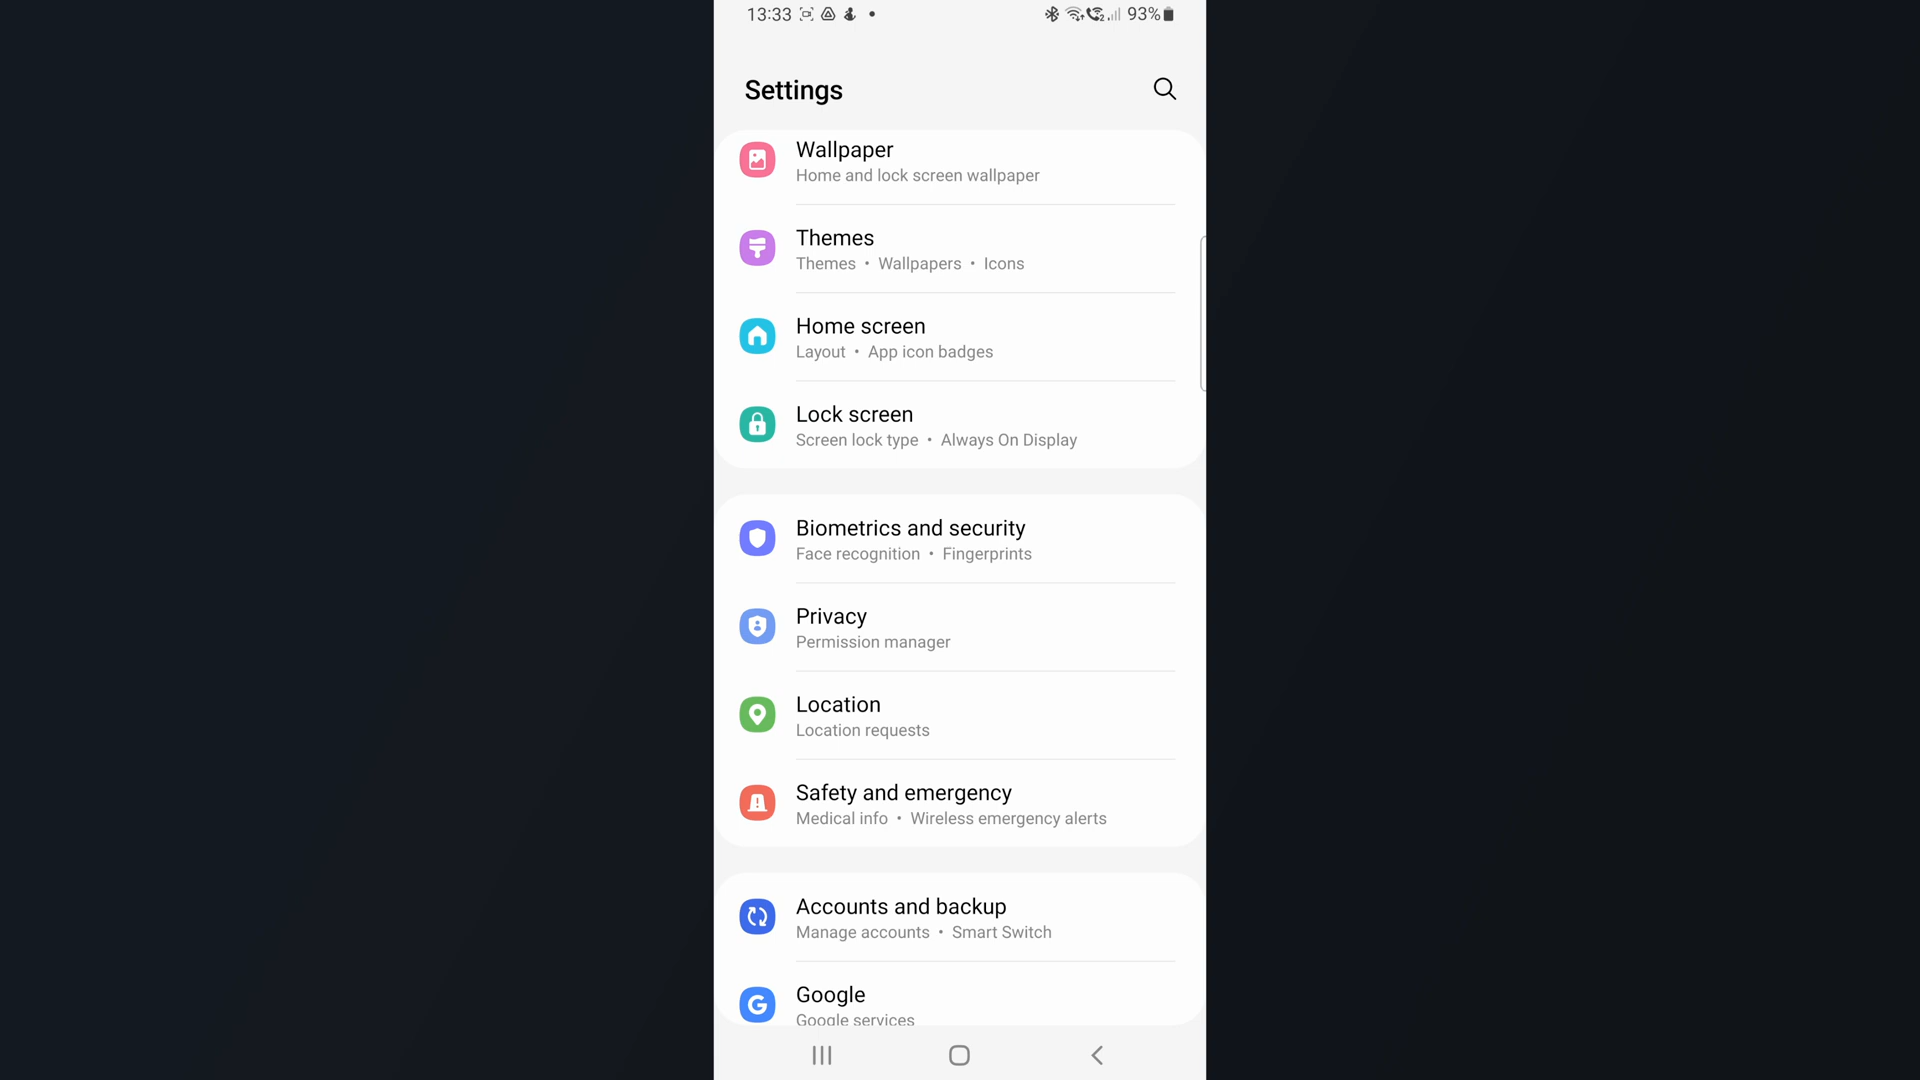 13:33 93%
Settings
Wallpaper
Home and lock screen wallpaper
Themes
Themes • Wallpapers • Icons
Home screen
Layout • App icon badges
Lock screen
Screen lock type • Always On Display
Biometrics and security
Face recognition • Fingerprints
Privacy
Permission manager
Location
Location requests
Safety and emergency
Medical info • Wireless emergency alerts
Accounts and backup
Manage accounts • Smart Switch
Google
Google services